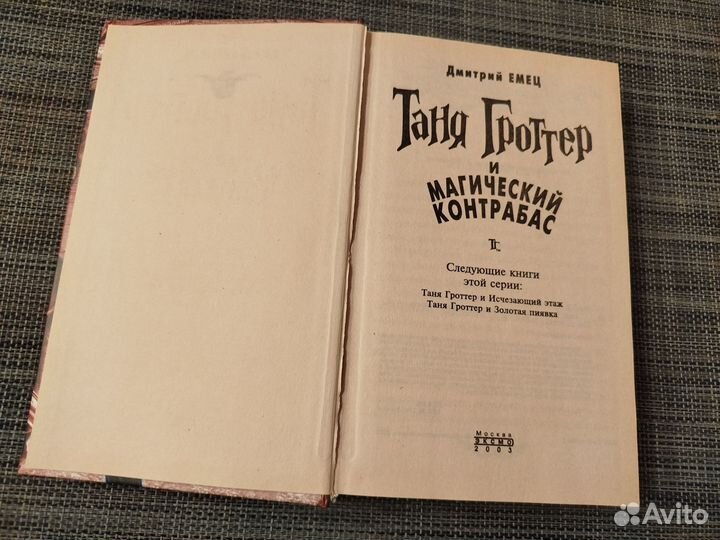 Дмитрий ЕМЕЦ
Таня Гроттер
и
МАГИЧЕСКИЙ
КОНТРАБАС
Следующие книги
этой серии:
Таня Гроттер и Исчезающий этаж
Таня Гроттер и Золотая пиявка
Москва
ЭКСМО
2003
Avito